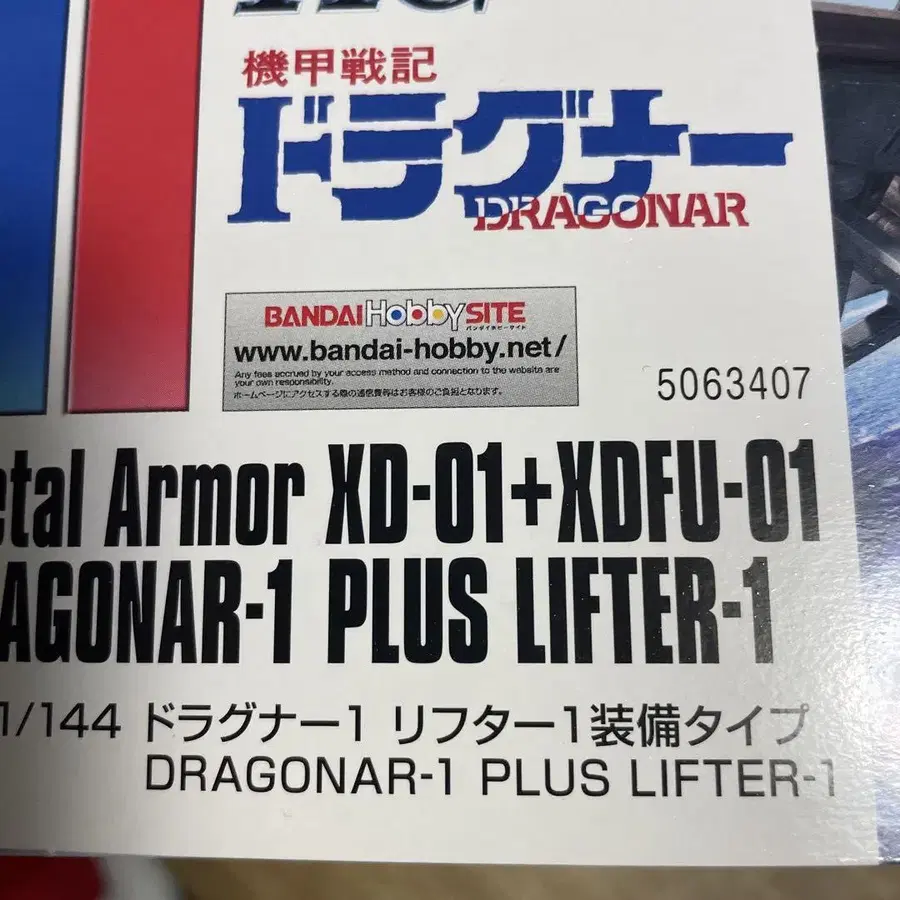 HG
機甲戦記
ドラグナー
DRAGONAR
BANDAI Hobby SITE
バンダイホビーサイト
www.bandai-hobby.net/
Any fees accrued by your access method and connection to the website are
your own responsibility.
ホームページにアクセスする際の通信費等はお客様のご負担となります。
5063407
etal Armor XD-01+XDFU-01
AGONAR-1 PLUS LIFTER-1
1/144 ドラグナー1 リフター1装備タイプ
DRAGONAR-1 PLUS LIFTER-1